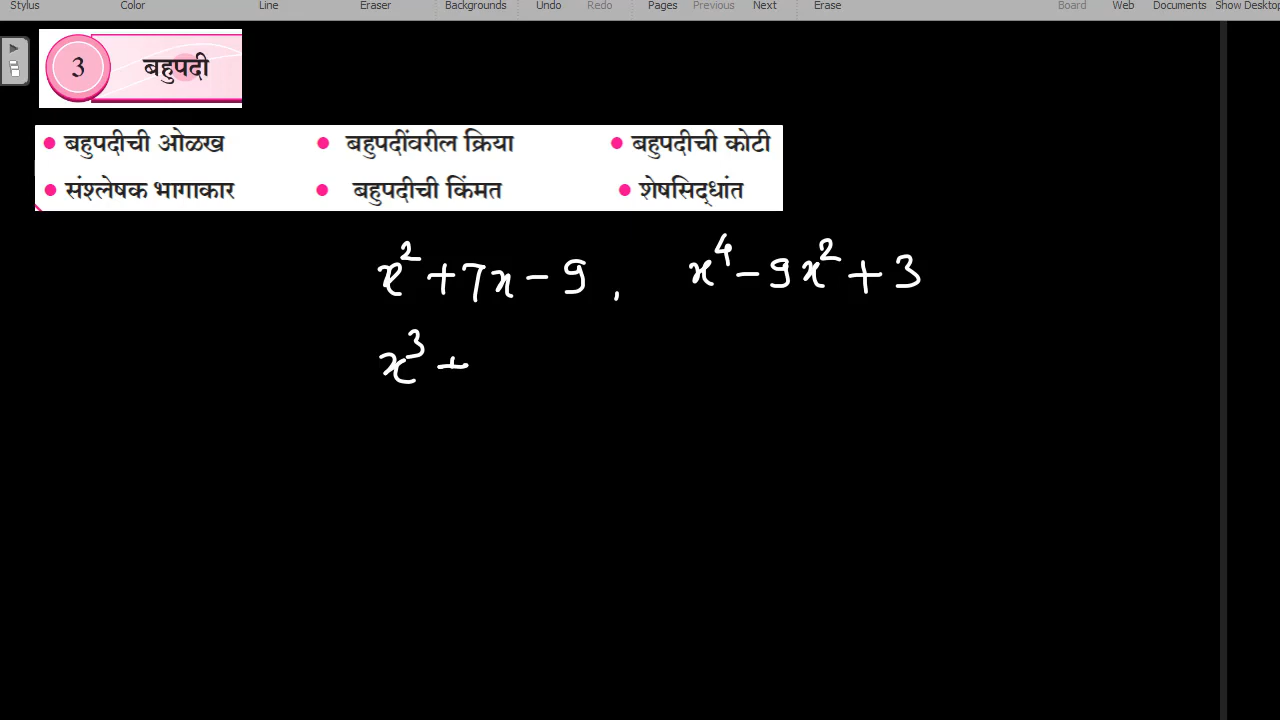 Stylus Color Line Eraser Backgrounds Undo Redo Pages Previous Next Erase Board Web Documents Show Desktop
3 बहुपदी
• बहुपदीची ओळख • बहुपदींवरील क्रिया • बहुपदीची कोटी
• संश्लेषक भागाकार • बहुपदीची किंमत • शेषसिद्धांत
x² + 7x - 9 , x⁴ - 9x² + 3
x³ +